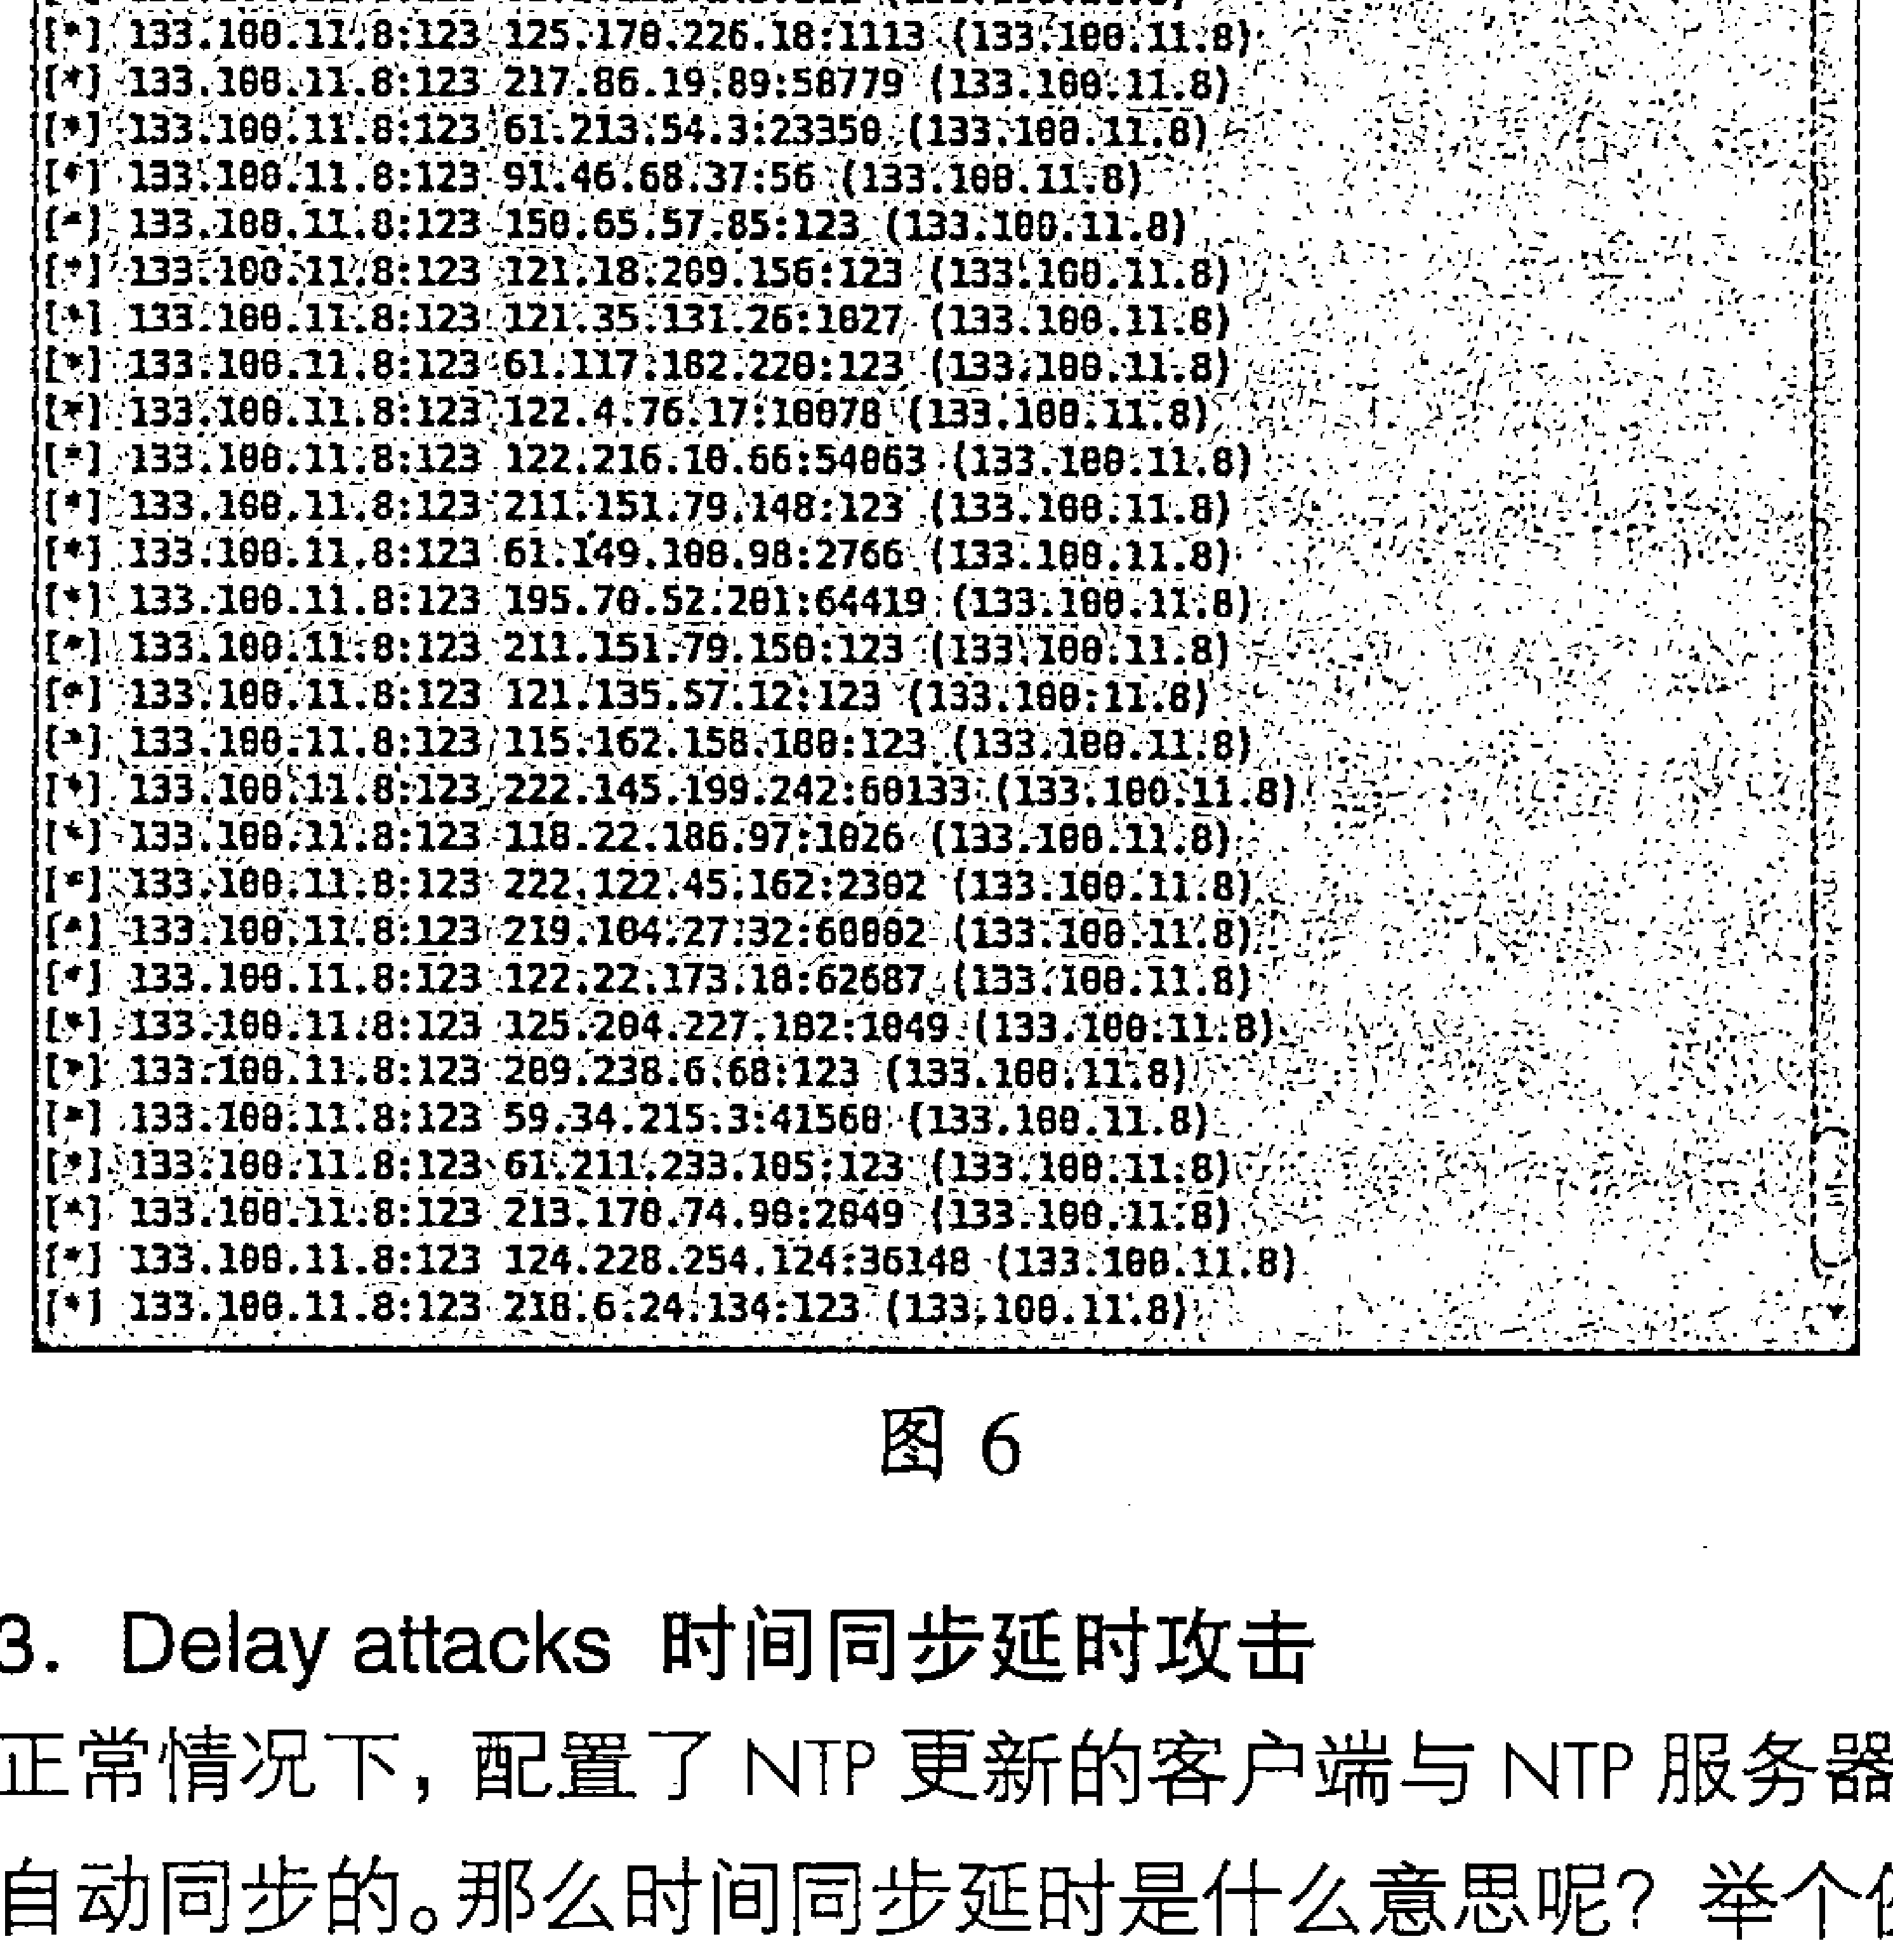 [*] 133.100.11.8:123 125.170.226.18:1113 (133.100.11.8)
[*] 133.100.11.8:123 217.86.19.89:50779 (133.100.11.8)
[*] 133.100.11.8:123 61.213.54.3:23350 (133.100.11.8)
[*] 133.100.11.8:123 91.46.68.37:56 (133.100.11.8)
[*] 133.100.11.8:123 150.65.57.85:123 (133.100.11.8)
[*] 133.100.11.8:123 121.18.209.156:123 (133.100.11.8)
[*] 133.100.11.8:123 121.35.131.26:1027 (133.100.11.8)
[*] 133.100.11.8:123 61.117.182.220:123 (133.100.11.8)
[*] 133.100.11.8:123 122.4.76.17:10078 (133.100.11.8)
[*] 133.100.11.8:123 122.216.10.66:54063 (133.100.11.8)
[*] 133.100.11.8:123 211.151.79.148:123 (133.100.11.8)
[*] 133.100.11.8:123 61.149.108.98:2766 (133.100.11.8)
[*] 133.100.11.8:123 195.70.52.201:64419 (133.100.11.8)
[*] 133.100.11.8:123 211.151.79.150:123 (133.100.11.8)
[*] 133.100.11.8:123 121.135.57.12:123 (133.100.11.8)
[*] 133.100.11.8:123 115.162.158.180:123 (133.100.11.8)
[*] 133.100.11.8:123 222.145.199.242:60133 (133.100.11.8)
[*] 133.100.11.8:123 118.22.186.97:1026 (133.100.11.8)
[*] 133.100.11.8:123 222.122.45.162:2302 (133.100.11.8)
[*] 133.100.11.8:123 219.104.27.32:60002 (133.100.11.8)
[*] 133.100.11.8:123 122.22.173.18:62687 (133.100.11.8)
[*] 133.100.11.8:123 125.204.227.182:1049 (133.100.11.8)
[*] 133.100.11.8:123 209.238.6.68:123 (133.100.11.8)
[*] 133.100.11.8:123 59.34.215.3:41560 (133.100.11.8)
[*] 133.100.11.8:123 61.211.233.105:123 (133.100.11.8)
[*] 133.100.11.8:123 213.170.74.90:2049 (133.100.11.8)
[*] 133.100.11.8:123 124.228.254.124:36148 (133.100.11.8)
[*] 133.100.11.8:123 218.6.24.134:123 (133.100.11.8)
图 6
3. Delay attacks 时间同步延时攻击
正常情况下，配置了 NTP 更新的客户端与 NTP 服务器
自动同步的。那么时间同步延时是什么意思呢？举个